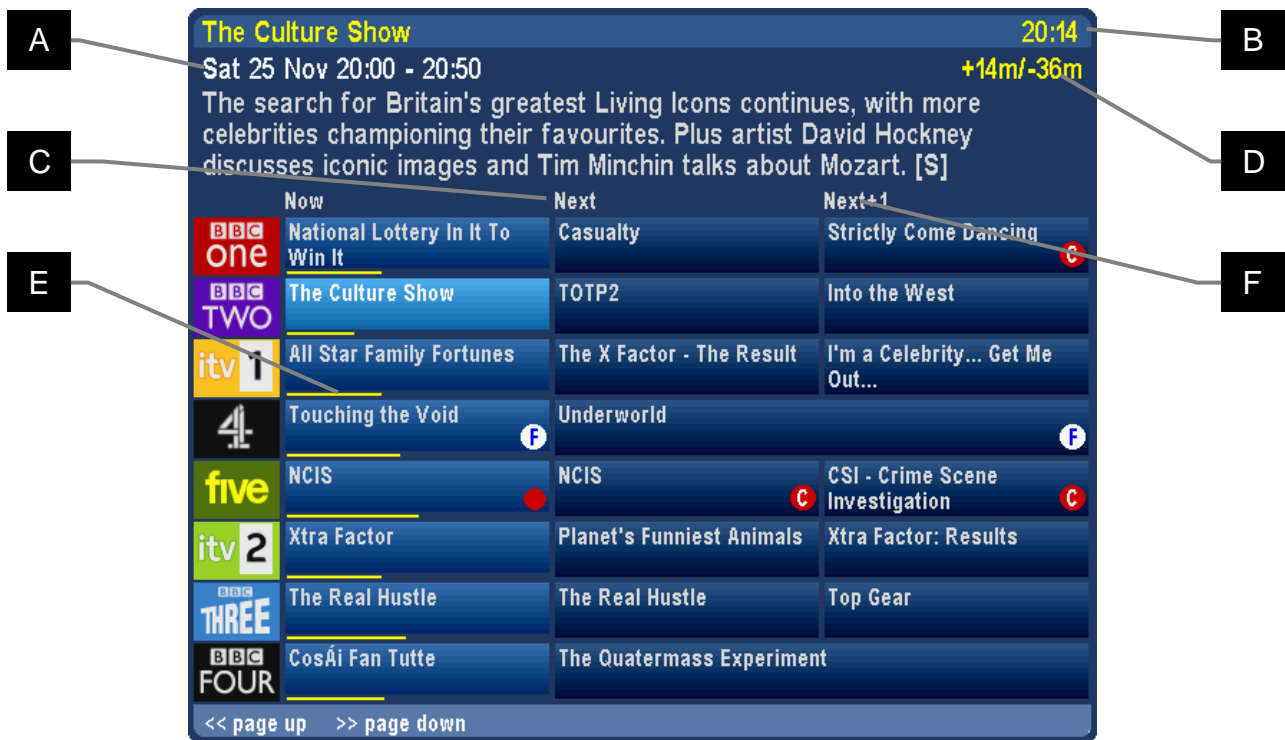 A
The Culture Show 20:14
B
Sat 25 Nov 20:00 - 20:50 +14m/-36m
The search for Britain's greatest Living Icons continues, with more
celebrities championing their favourites. Plus artist David Hockney
discusses iconic images and Tim Minchin talks about Mozart. [S]
C
D
Now Next Next+1
BBC one
National Lottery In It To
Win It
Casualty
Strictly Come Dancing
C
E
F
BBC TWO
The Culture Show
TOTP2
Into the West
itv 1
All Star Family Fortunes
The X Factor - The Result
I'm a Celebrity... Get Me
Out...
4
Touching the Void
F
Underworld
F
five
NCIS
NCIS
C
CSI - Crime Scene
Investigation
C
itv 2
Xtra Factor
Planet's Funniest Animals
Xtra Factor: Results
BBC THREE
The Real Hustle
The Real Hustle
Top Gear
BBC FOUR
CosÁi Fan Tutte
The Quatermass Experiment
<< page up >> page down